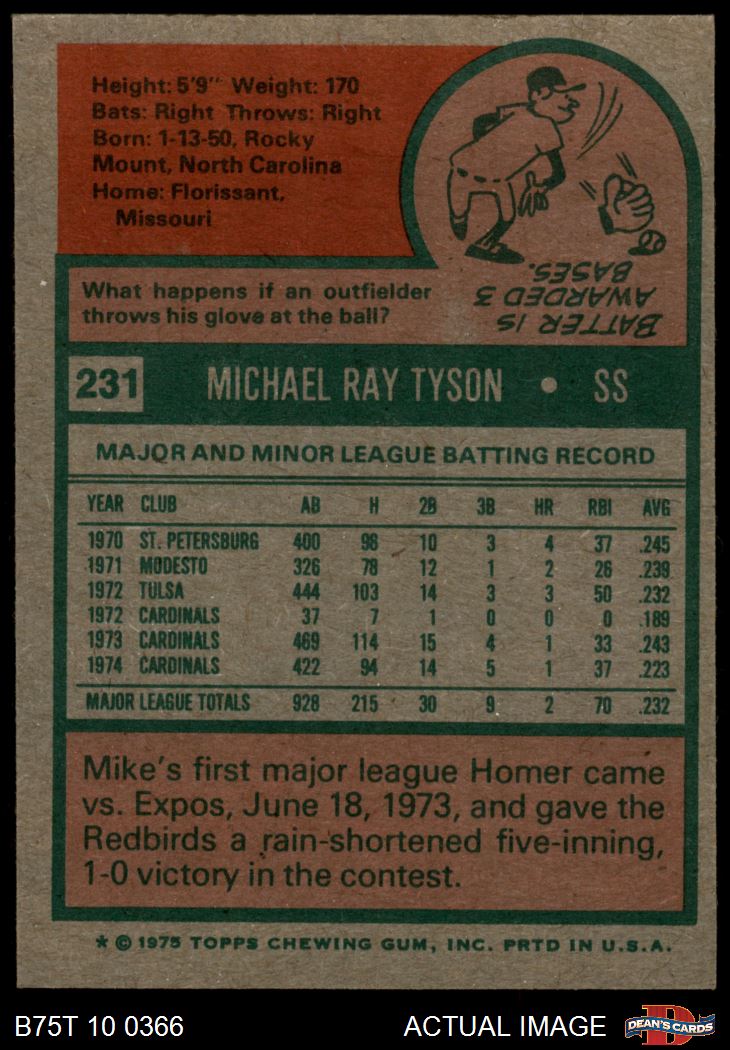 Height: 5'9" Weight: 170
Bats: Right Throws: Right
Born: 1-13-50, Rocky
Mount, North Carolina
Home: Florissant,
Missouri
What happens if an outfielder
throws his glove at the ball?
BATTER IS
AWARDED 3
BASES.
231 MICHAEL RAY TYSON • SS
MAJOR AND MINOR LEAGUE BATTING RECORD
YEAR CLUB AB H 2B 3B HR RBI AVG
1970 ST. PETERSBURG 400 98 10 3 4 37 .245
1971 MODESTO 326 78 12 1 2 26 .239
1972 TULSA 444 103 14 3 3 50 .232
1972 CARDINALS 37 7 1 0 0 0 .189
1973 CARDINALS 469 114 15 4 1 33 .243
1974 CARDINALS 422 94 14 5 1 37 .223
MAJOR LEAGUE TOTALS 928 215 30 9 2 70 .232
Mike's first major league Homer came
vs. Expos, June 18, 1973, and gave the
Redbirds a rain-shortened five-inning,
1-0 victory in the contest.
* © 1975 TOPPS CHEWING GUM, INC. PRTD IN U.S.A.
B75T 10 0366 ACTUAL IMAGE D DEAN'S CARDS